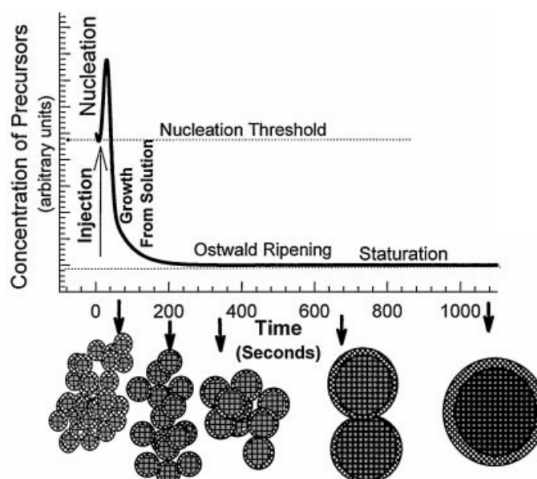 Concentration of Precursors
(arbitrary units)
Nucleation
Nucleation Threshold
Injection
Growth
From Solution
Ostwald Ripening
Staturation
0
200
400
600
800
1000
Time
(Seconds)